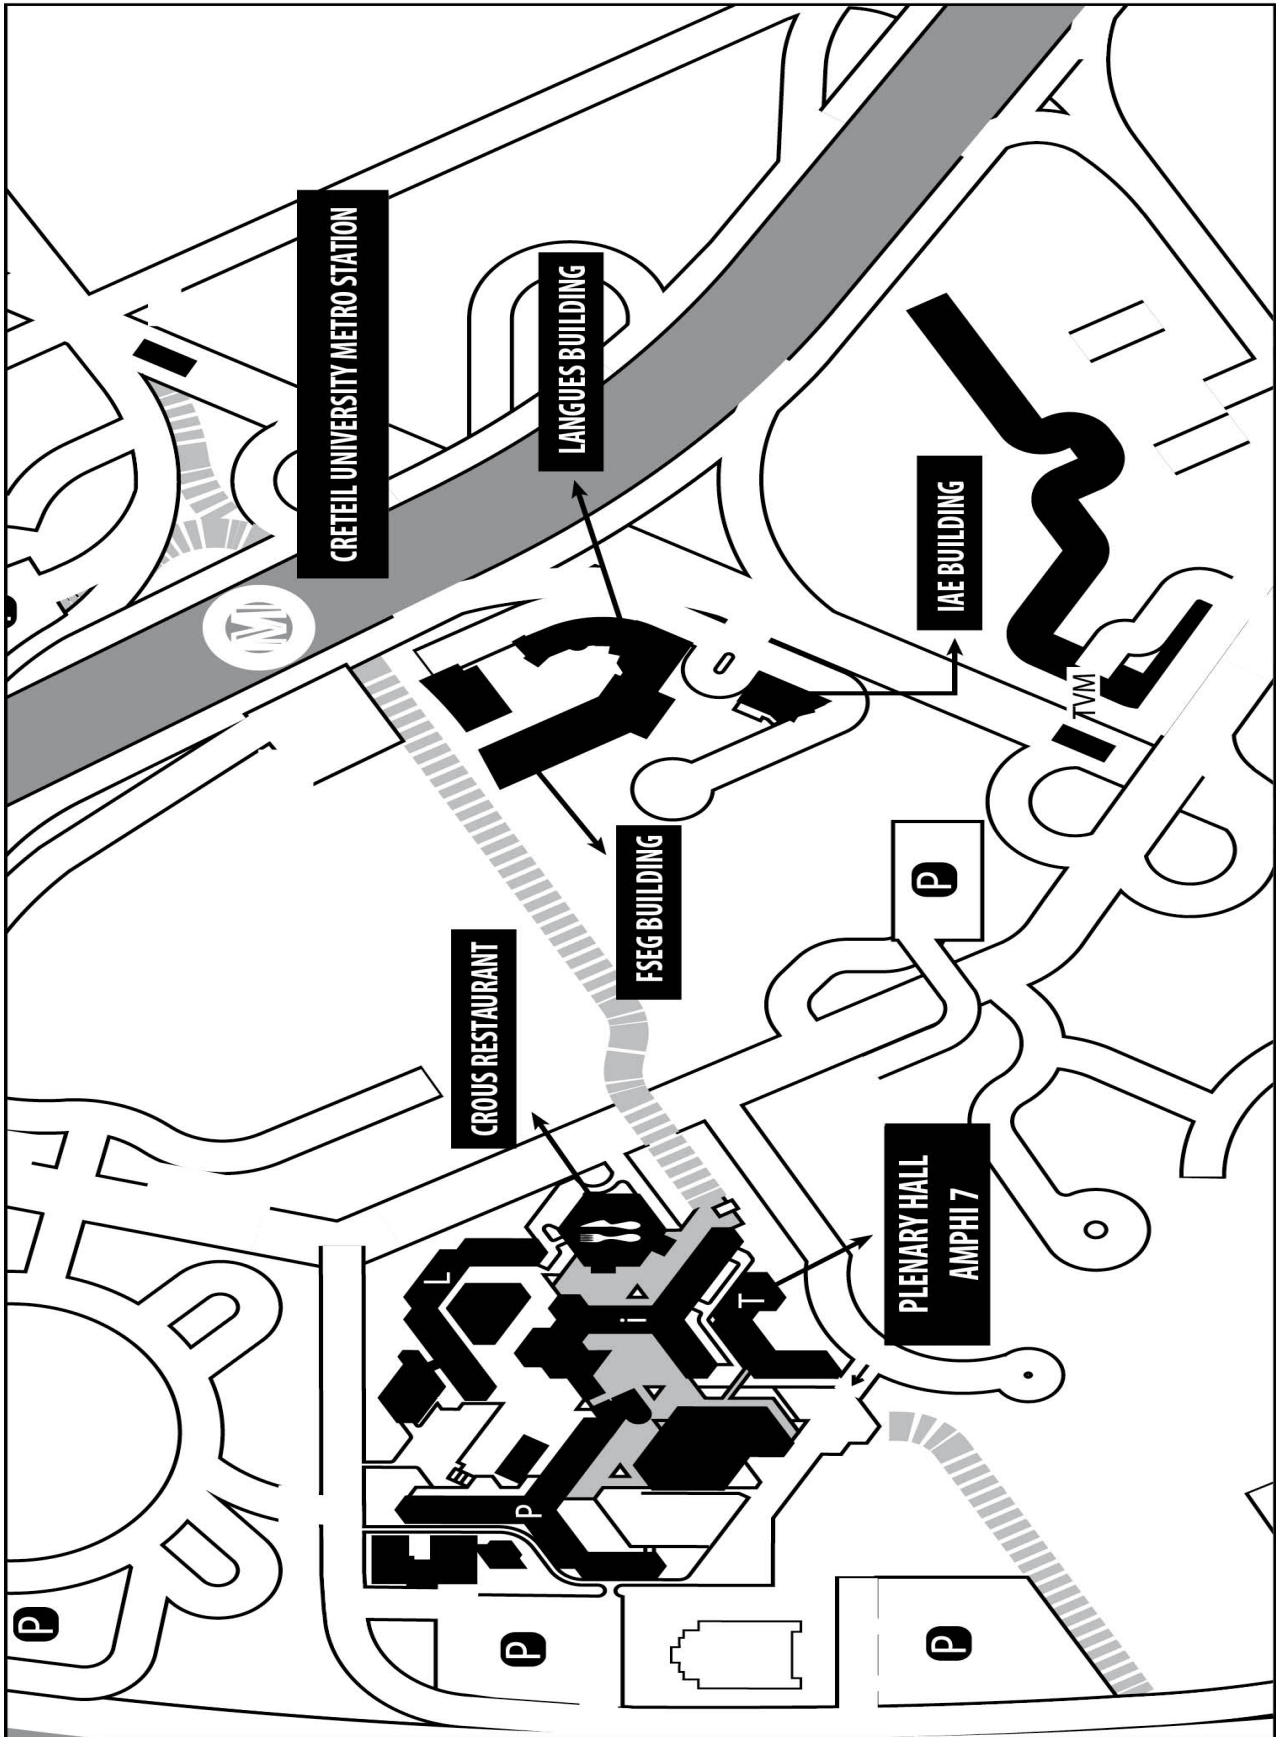 CRETEIL UNIVERSITY METRO STATION
M
LANGUES BUILDING
IAE BUILDING
TVM
FSEG BUILDING
P
CROUS RESTAURANT
PLENARY HALL
AMPHI 7
L
i
T
P
P
P
P